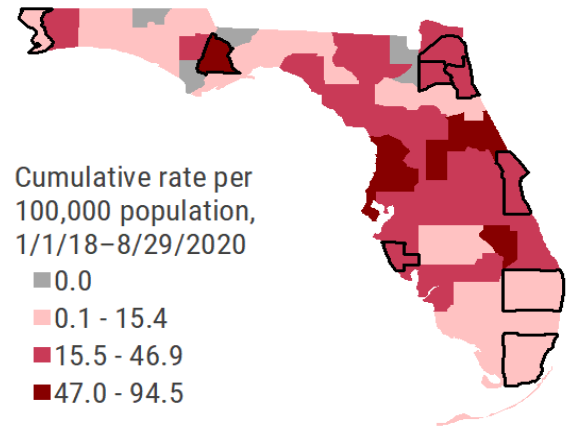 Cumulative rate per
100,000 population,
1/1/18–8/29/2020
0.0
0.1 - 15.4
15.5 - 46.9
47.0 - 94.5